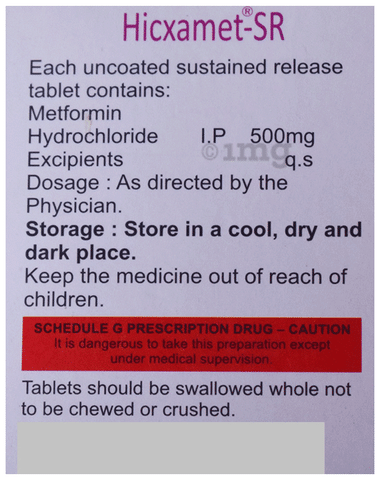 Hicxamet®-SR
Each uncoated sustained release
tablet contains:
Metformin
Hydrochloride I.P 500mg
Excipients q.s
Dosage : As directed by the
Physician.
Storage : Store in a cool, dry and
dark place.
Keep the medicine out of reach of
children.
SCHEDULE G PRESCRIPTION DRUG – CAUTION
It is dangerous to take this preparation except
under medical supervision.
Tablets should be swallowed whole not
to be chewed or crushed.
©1mg